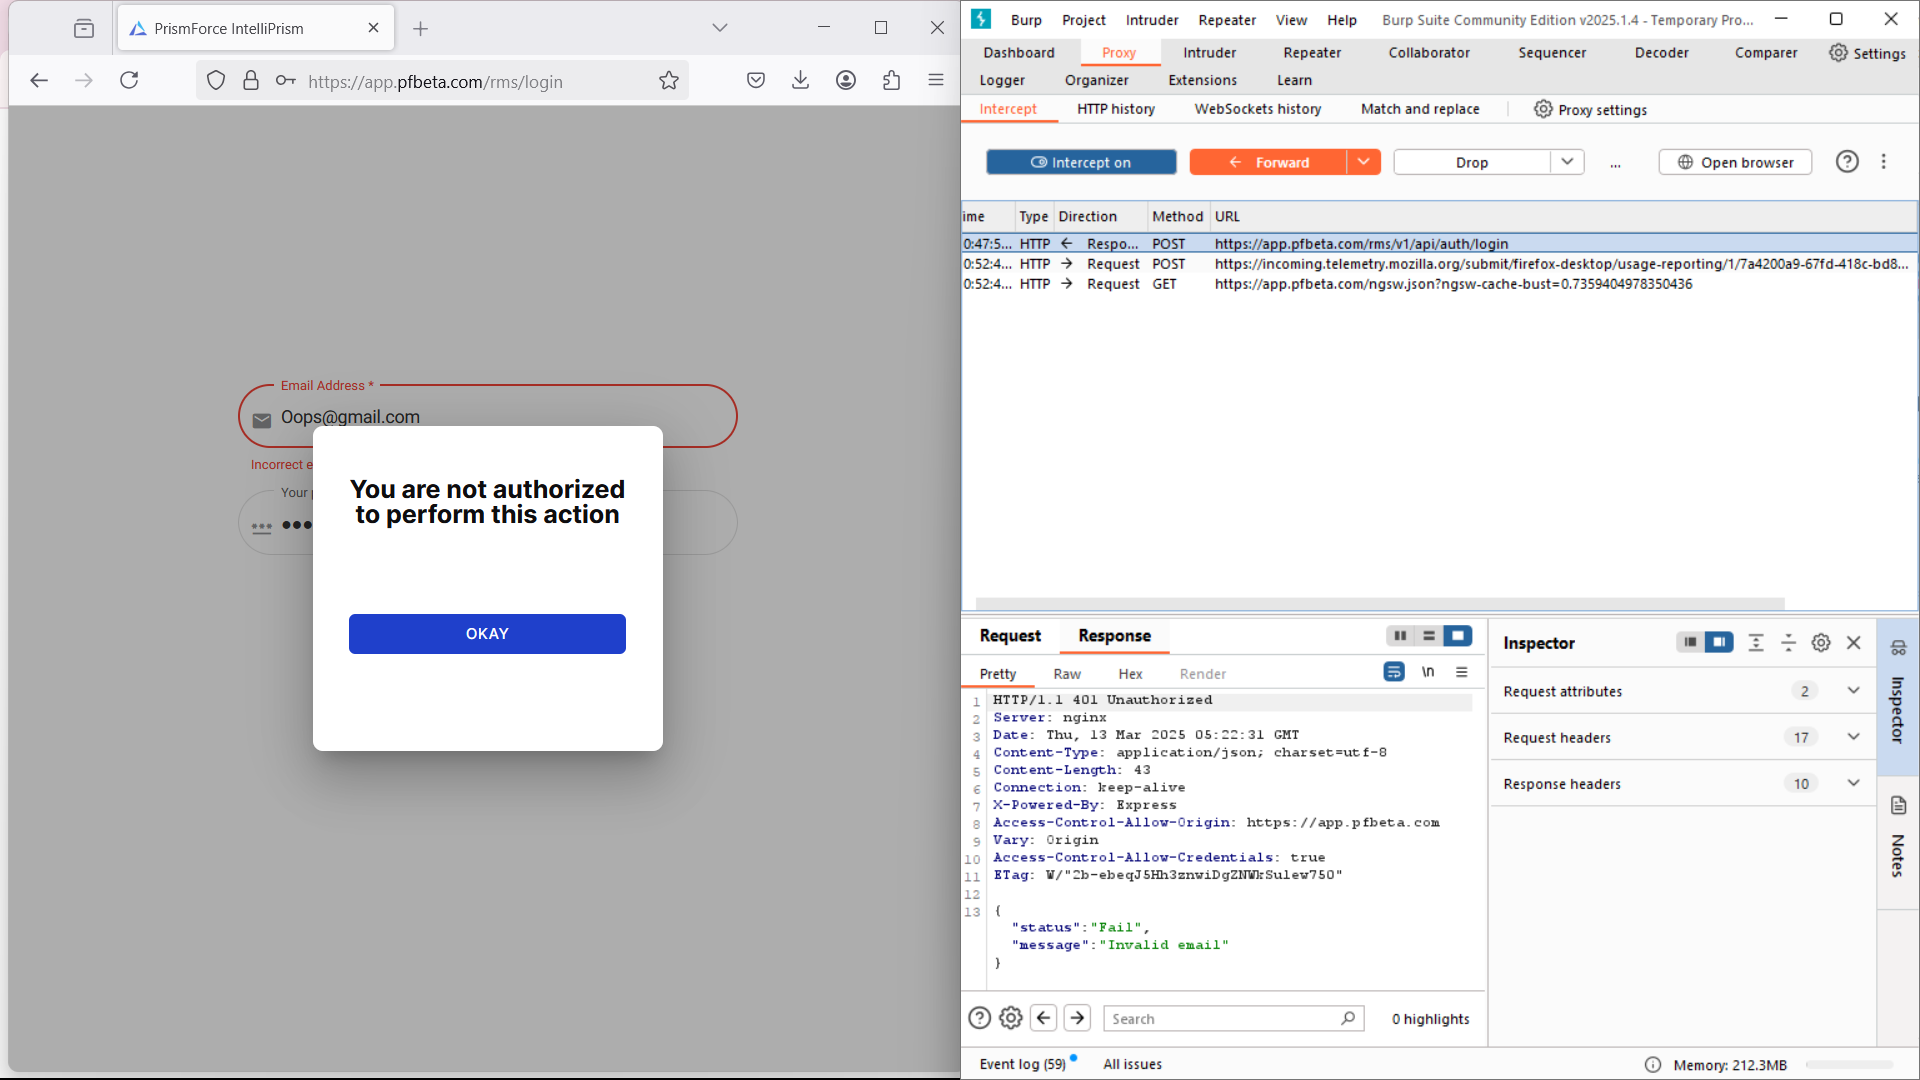 PrismForce IntelliPrism
https://app.pfbeta.com/rms/login
Email Address *
Oops@gmail.com
Incorrect e
Your p
You are not authorized
to perform this action
OKAY
Burp Project Intruder Repeater View Help Burp Suite Community Edition v2025.1.4 - Temporary Pro...
Dashboard Proxy Intruder Repeater Collaborator Sequencer Decoder Comparer Settings
Logger Organizer Extensions Learn
Intercept HTTP history WebSockets history Match and replace Proxy settings
Intercept on Forward Drop ... Open browser
ime Type Direction Method URL
0:47:5... HTTP ← Respo... POST https://app.pfbeta.com/rms/v1/api/auth/login
0:52:4... HTTP → Request POST https://incoming.telemetry.mozilla.org/submit/firefox-desktop/usage-reporting/1/7a4200a9-67fd-418c-bd8...
0:52:4... HTTP → Request GET https://app.pfbeta.com/ngsw.json?ngsw-cache-bust=0.7359404978350436
Request Response
Pretty Raw Hex Render \n
1 HTTP/1.1 401 Unauthorized
2 Server: nginx
3 Date: Thu, 13 Mar 2025 05:22:31 GMT
4 Content-Type: application/json; charset=utf-8
5 Content-Length: 43
6 Connection: keep-alive
7 X-Powered-By: Express
8 Access-Control-Allow-Origin: https://app.pfbeta.com
9 Vary: Origin
10 Access-Control-Allow-Credentials: true
11 ETag: W/"2b-ebeqJ5Hh3znwiDgZNWkSulew750"
12
13 {
"status":"Fail",
"message":"Invalid email"
}
Search
0 highlights
Inspector
Request attributes 2
Request headers 17
Response headers 10
Inspector
Notes
Event log (59) All issues
Memory: 212.3MB